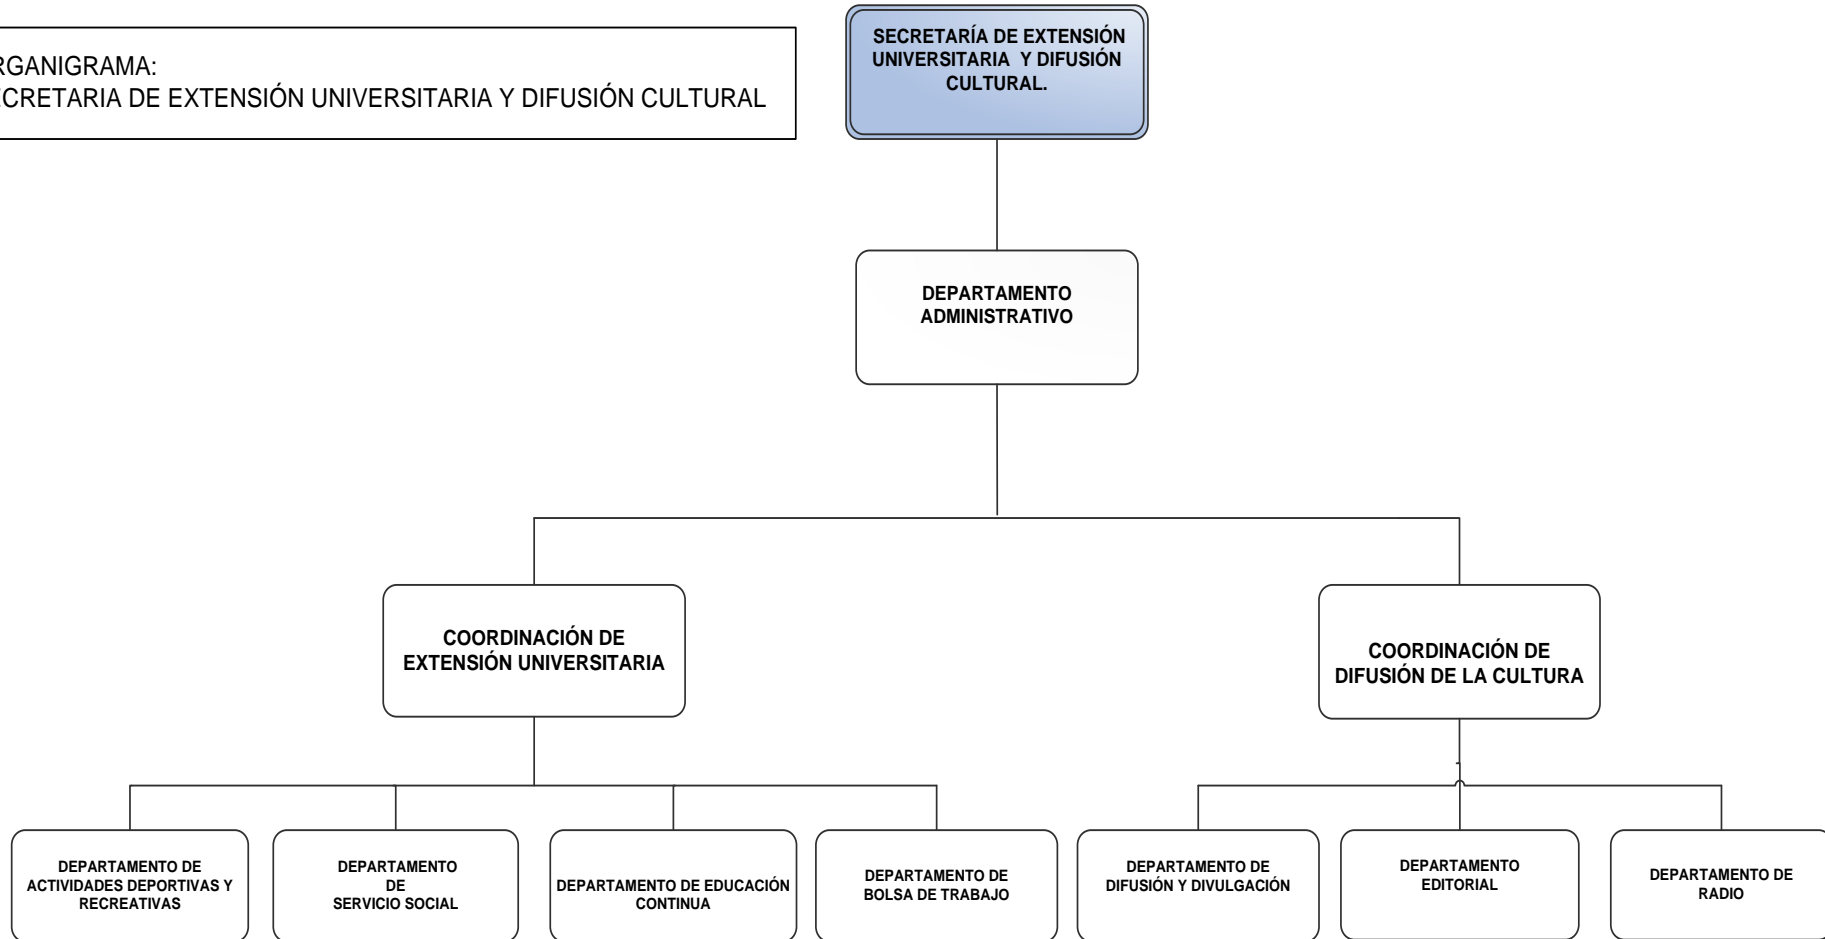 RGANIGRAMA:
ECRETARIA DE EXTENSIÓN UNIVERSITARIA Y DIFUSIÓN CULTURAL
SECRETARÍA DE EXTENSIÓN
UNIVERSITARIA Y DIFUSIÓN
CULTURAL.
DEPARTAMENTO
ADMINISTRATIVO
COORDINACIÓN DE
EXTENSIÓN UNIVERSITARIA
COORDINACIÓN DE
DIFUSIÓN DE LA CULTURA
DEPARTAMENTO DE
ACTIVIDADES DEPORTIVAS Y
RECREATIVAS
DEPARTAMENTO
DE
SERVICIO SOCIAL
DEPARTAMENTO DE EDUCACIÓN
CONTINUA
DEPARTAMENTO DE
BOLSA DE TRABAJO
DEPARTAMENTO DE
DIFUSIÓN Y DIVULGACIÓN
DEPARTAMENTO
EDITORIAL
DEPARTAMENTO DE
RADIO